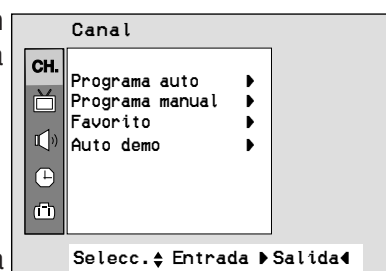 Canal
CH.
Programa auto
Programa manual
Favorito
Auto demo
Selecc. Entrada Salida